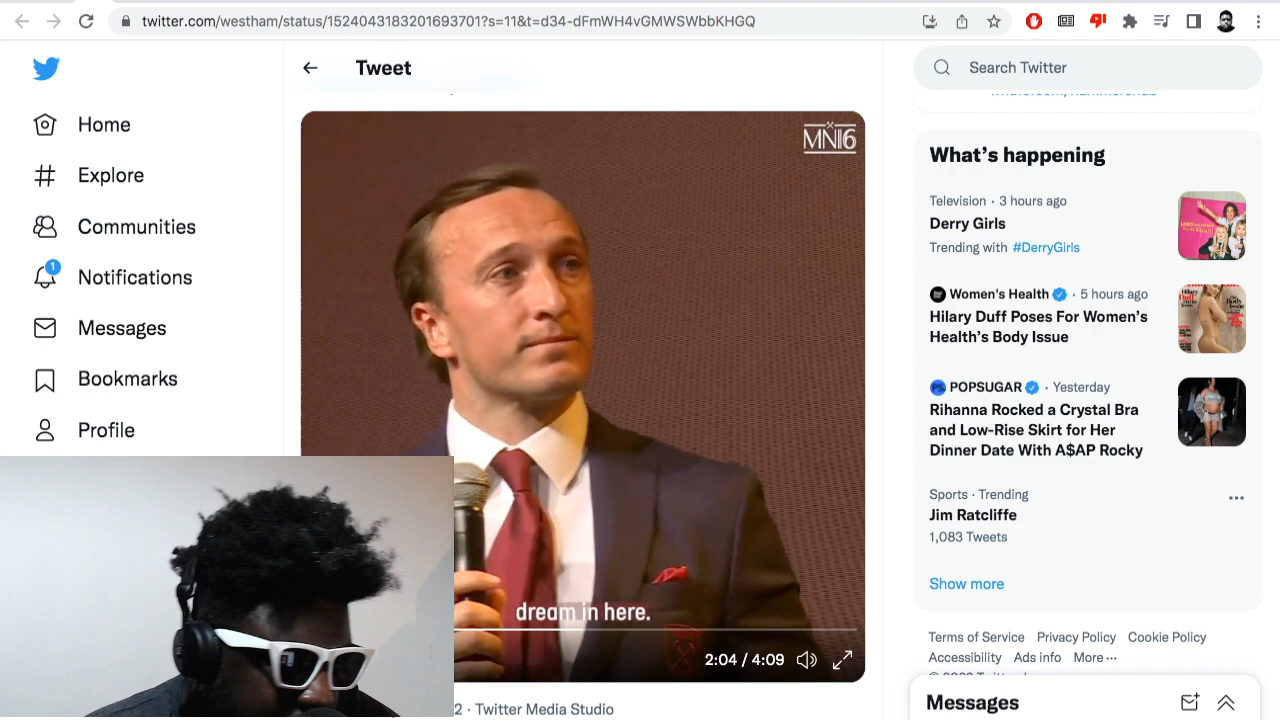 twitter.com/westham/status/1524043183201693701?s=11&t=d34-dFmWH4vGMWSWbbKHGQ
Tweet
Search Twitter
Home
Explore
Communities
1
Notifications
Messages
Bookmarks
Profile
MN16
dream in here.
2:04 / 4:09
2 · Twitter Media Studio
What's happening
Television · 3 hours ago
Derry Girls
Trending with #DerryGirls
Women's Health · 5 hours ago
Hilary Duff Poses For Women's
Health's Body Issue
POPSUGAR · Yesterday
Rihanna Rocked a Crystal Bra
and Low-Rise Skirt for Her
Dinner Date With A$AP Rocky
Sports · Trending
Jim Ratcliffe
1,083 Tweets
Show more
Terms of Service Privacy Policy Cookie Policy
Accessibility Ads info More ···
Messages